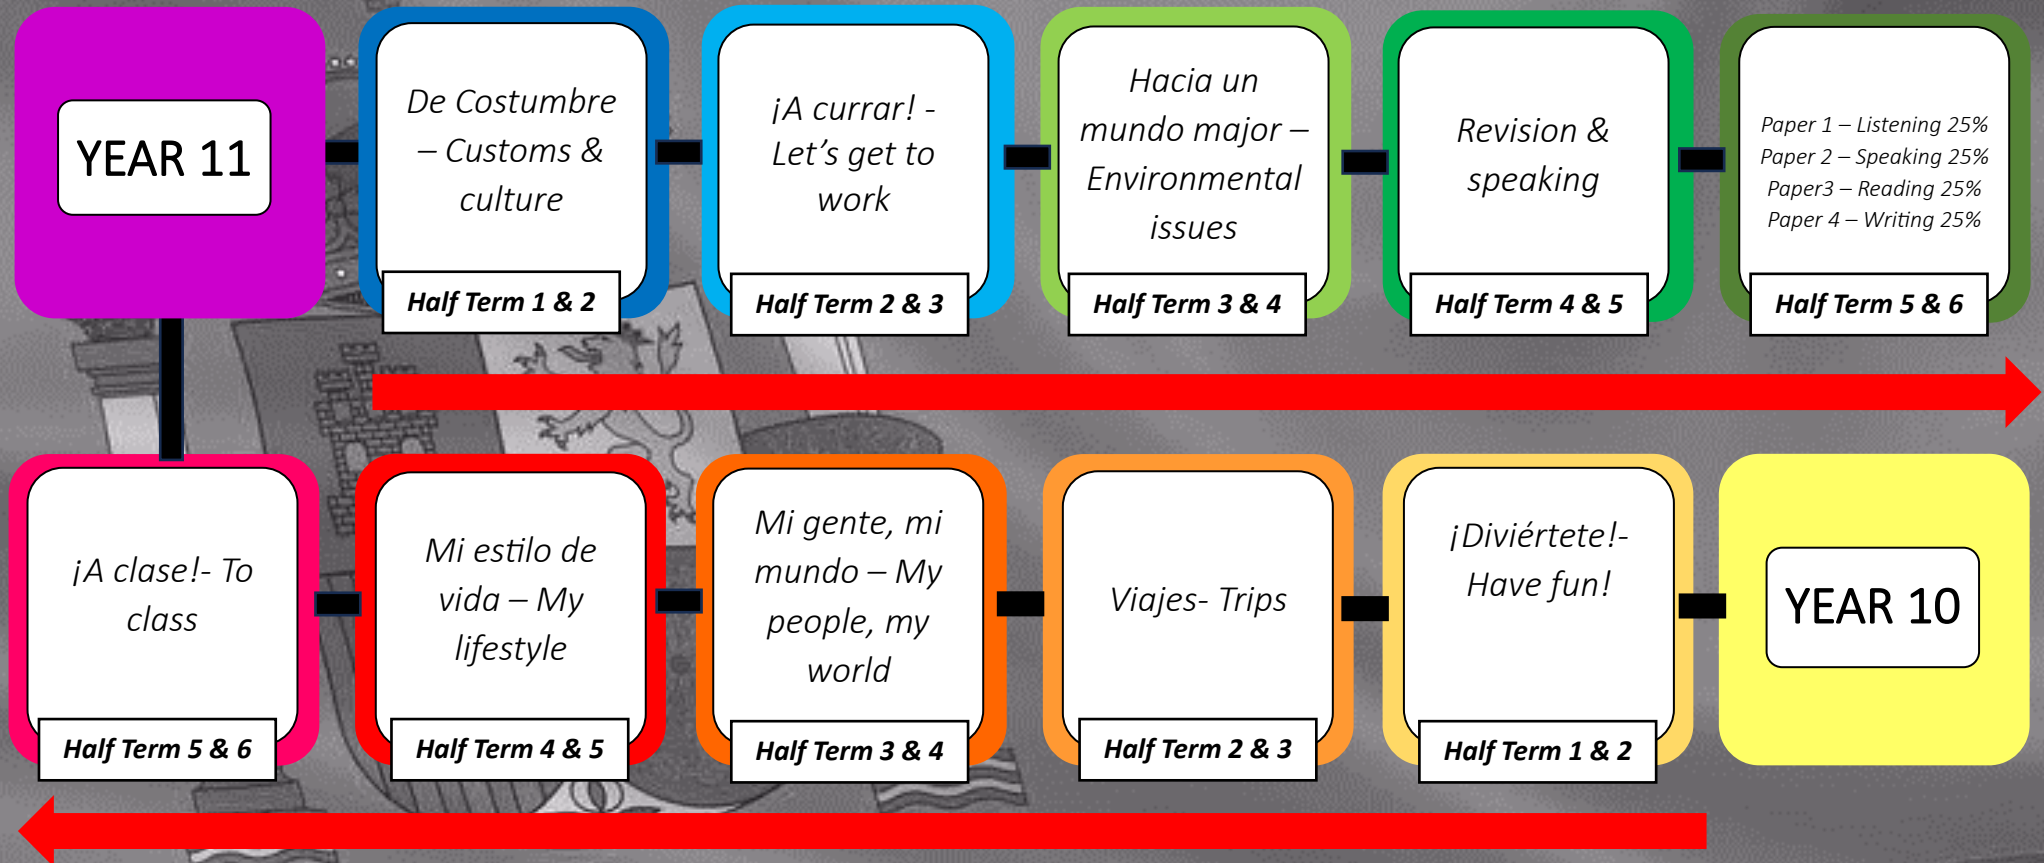 YEAR 11
De Costumbre
– Customs &
culture
Half Term 1 & 2
¡A currar! -
Let’s get to
work
Half Term 2 & 3
Hacia un
mundo major –
Environmental
issues
Half Term 3 & 4
Revision &
speaking
Half Term 4 & 5
Paper 1 – Listening 25%
Paper 2 – Speaking 25%
Paper3 – Reading 25%
Paper 4 – Writing 25%
Half Term 5 & 6
¡A clase!- To
class
Half Term 5 & 6
Mi estilo de
vida – My
lifestyle
Half Term 4 & 5
Mi gente, mi
mundo – My
people, my
world
Half Term 3 & 4
Viajes- Trips
Half Term 2 & 3
¡Diviértete!-
Have fun!
Half Term 1 & 2
YEAR 10